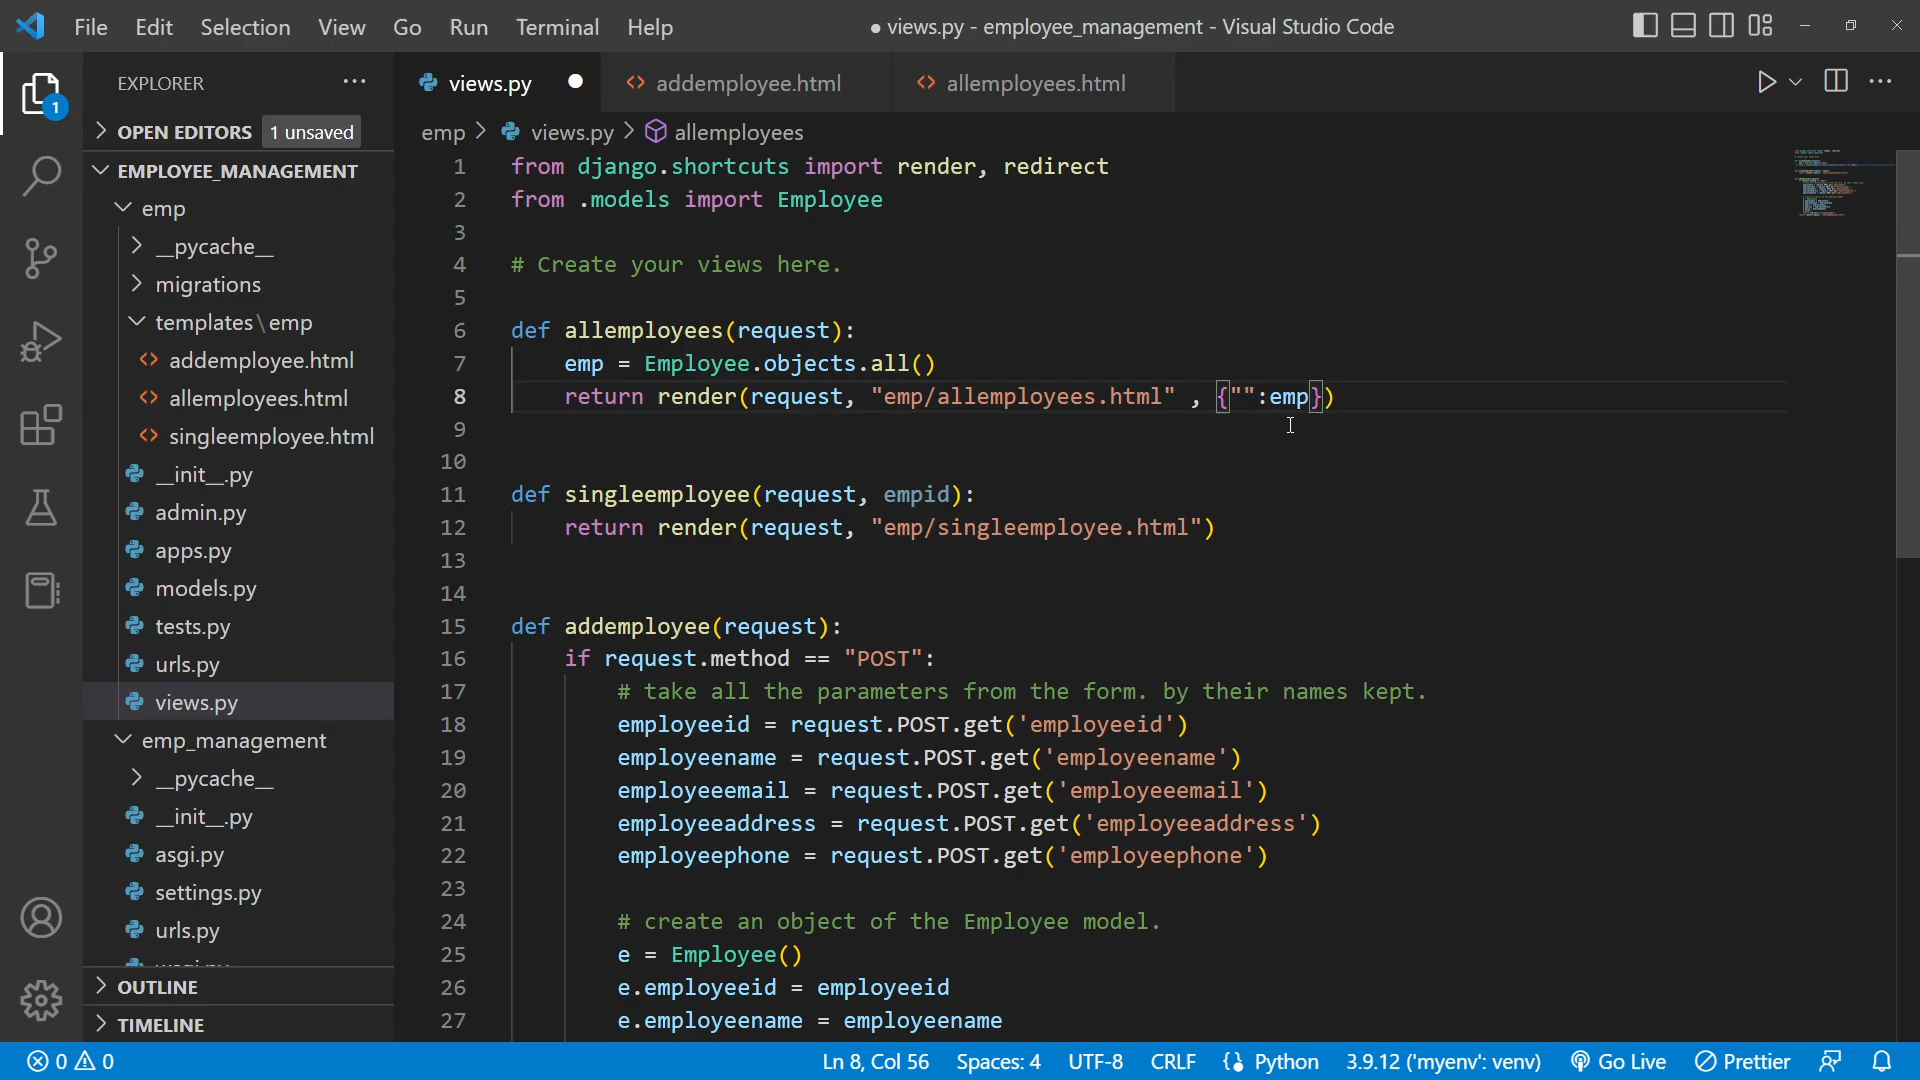 File Edit Selection View Go Run Terminal Help
● views.py - employee_management - Visual Studio Code
EXPLORER
1
OPEN EDITORS 1 unsaved
EMPLOYEE_MANAGEMENT
emp
__pycache__
migrations
templates\emp
addemployee.html
allemployees.html
singleemployee.html
__init__.py
admin.py
apps.py
models.py
tests.py
urls.py
views.py
emp_management
__pycache__
__init__.py
asgi.py
settings.py
urls.py
OUTLINE
TIMELINE
views.py ● addemployee.html allemployees.html
emp > views.py > allemployees
1 from django.shortcuts import render, redirect
2 from .models import Employee
3
4 # Create your views here.
5
6 def allemployees(request):
7 emp = Employee.objects.all()
8 return render(request, "emp/allemployees.html" , {"":emp})
9
10
11 def singleemployee(request, empid):
12 return render(request, "emp/singleemployee.html")
13
14
15 def addemployee(request):
16 if request.method == "POST":
17 # take all the parameters from the form. by their names kept.
18 employeeid = request.POST.get('employeeid')
19 employeename = request.POST.get('employeename')
20 employeeemail = request.POST.get('employeeemail')
21 employeeaddress = request.POST.get('employeeaddress')
22 employeephone = request.POST.get('employeephone')
23
24 # create an object of the Employee model.
25 e = Employee()
26 e.employeeid = employeeid
27 e.employeename = employeename
0 0 Ln 8, Col 56 Spaces: 4 UTF-8 CRLF Python 3.9.12 ('myenv': venv) Go Live Prettier